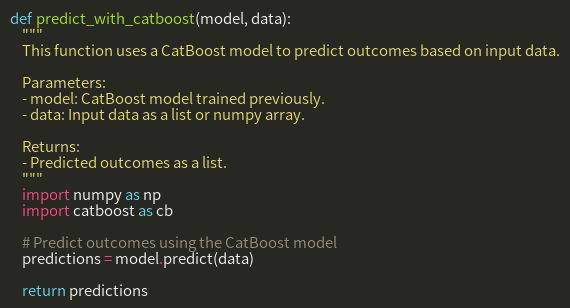 def predict_with_catboost(model, data):
"""
This function uses a CatBoost model to predict outcomes based on input data.
Parameters:
- model: CatBoost model trained previously.
- data: Input data as a list or numpy array.
Returns:
- Predicted outcomes as a list.
"""
import numpy as np
import catboost as cb
# Predict outcomes using the CatBoost model
predictions = model.predict(data)
return predictions